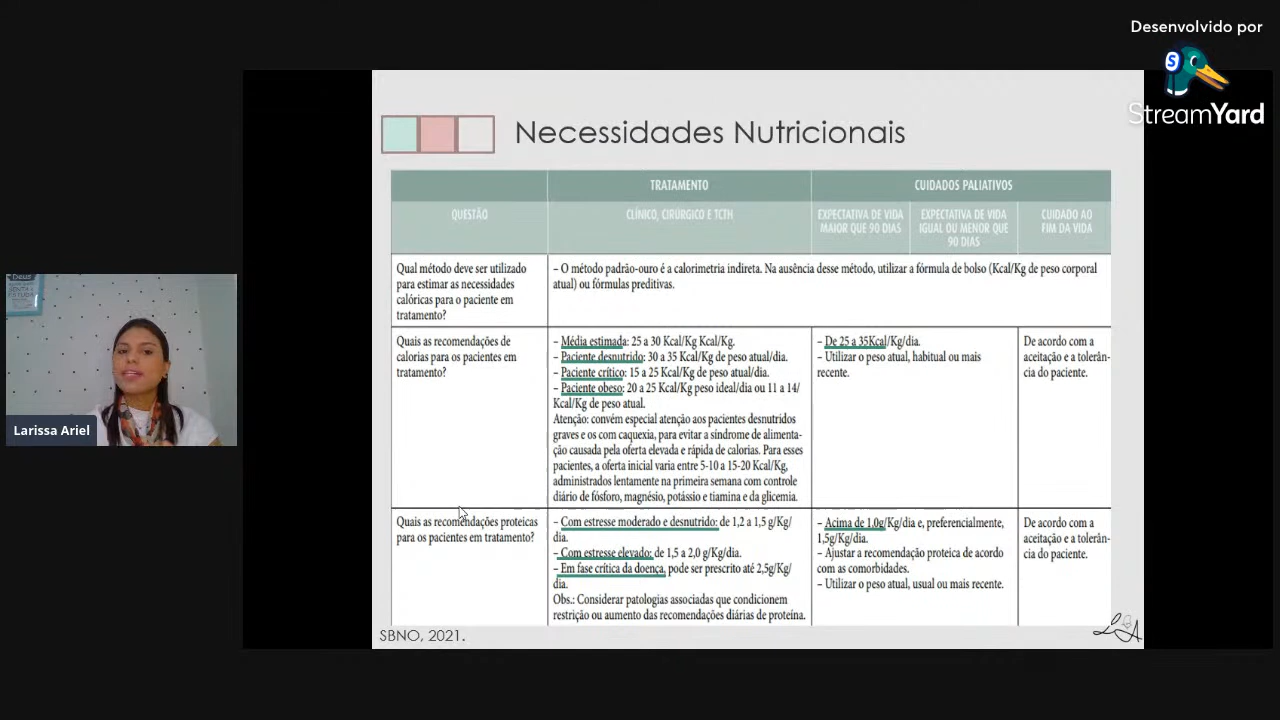 Desenvolvido por
StreamYard
Necessidades Nutricionais
TRATAMENTO
CUIDADOS PALIATIVOS
QUESTÃO
CLÍNICO, CIRÚRGICO E TCTH
EXPECTATIVA DE VIDA
MAIOR QUE 90 DIAS
EXPECTATIVA DE VIDA
IGUAL OU MENOR QUE
90 DIAS
CUIDADO AO
FIM DA VIDA
Qual método deve ser utilizado
para estimar as necessidades
calóricas para o paciente em
tratamento?
– O método padrão-ouro é a calorimetria indireta. Na ausência desse método, utilizar a fórmula de bolso (Kcal/Kg de peso corporal
atual) ou fórmulas preditivas.
Quais as recomendações de
calorias para os pacientes em
tratamento?
– Média estimada: 25 a 30 Kcal/Kg Kcal/Kg.
– Paciente desnutrido: 30 a 35 Kcal/Kg de peso atual/dia.
– Paciente crítico: 15 a 25 Kcal/Kg de peso atual/dia.
– Paciente obeso: 20 a 25 Kcal/Kg peso ideal/dia ou 11 a 14/
Kcal/Kg de peso atual.
Atenção: convém especial atenção aos pacientes desnutridos
graves e os com caquexia, para evitar a síndrome de alimenta-
ção causada pela oferta elevada e rápida de calorias. Para esses
pacientes, a oferta inicial varia entre 5-10 a 15-20 Kcal/Kg,
administrados lentamente na primeira semana com controle
diário de fósforo, magnésio, potássio e tiamina e da glicemia.
– De 25 a 35Kcal/Kg/dia.
– Utilizar o peso atual, habitual ou mais
recente.
De acordo com a
aceitação e a tolerân-
cia do paciente.
Quais as recomendações proteicas
para os pacientes em tratamento?
– Com estresse moderado e desnutrido: de 1,2 a 1,5 g/Kg/
dia.
– Com estresse elevado: de 1,5 a 2,0 g/Kg/dia.
– Em fase crítica da doença, pode ser prescrito até 2,5g/Kg/
dia.
Obs.: Considerar patologias associadas que condicionem
restrição ou aumento das recomendações diárias de proteína.
– Acima de 1.0g/Kg/dia e, preferencialmente,
1,5g/Kg/dia.
– Ajustar a recomendação proteica de acordo
com as comorbidades.
– Utilizar o peso atual, usual ou mais recente.
De acordo com a
aceitação e a tolerân-
cia do paciente.
SBNO, 2021.
Larissa Ariel
Deus